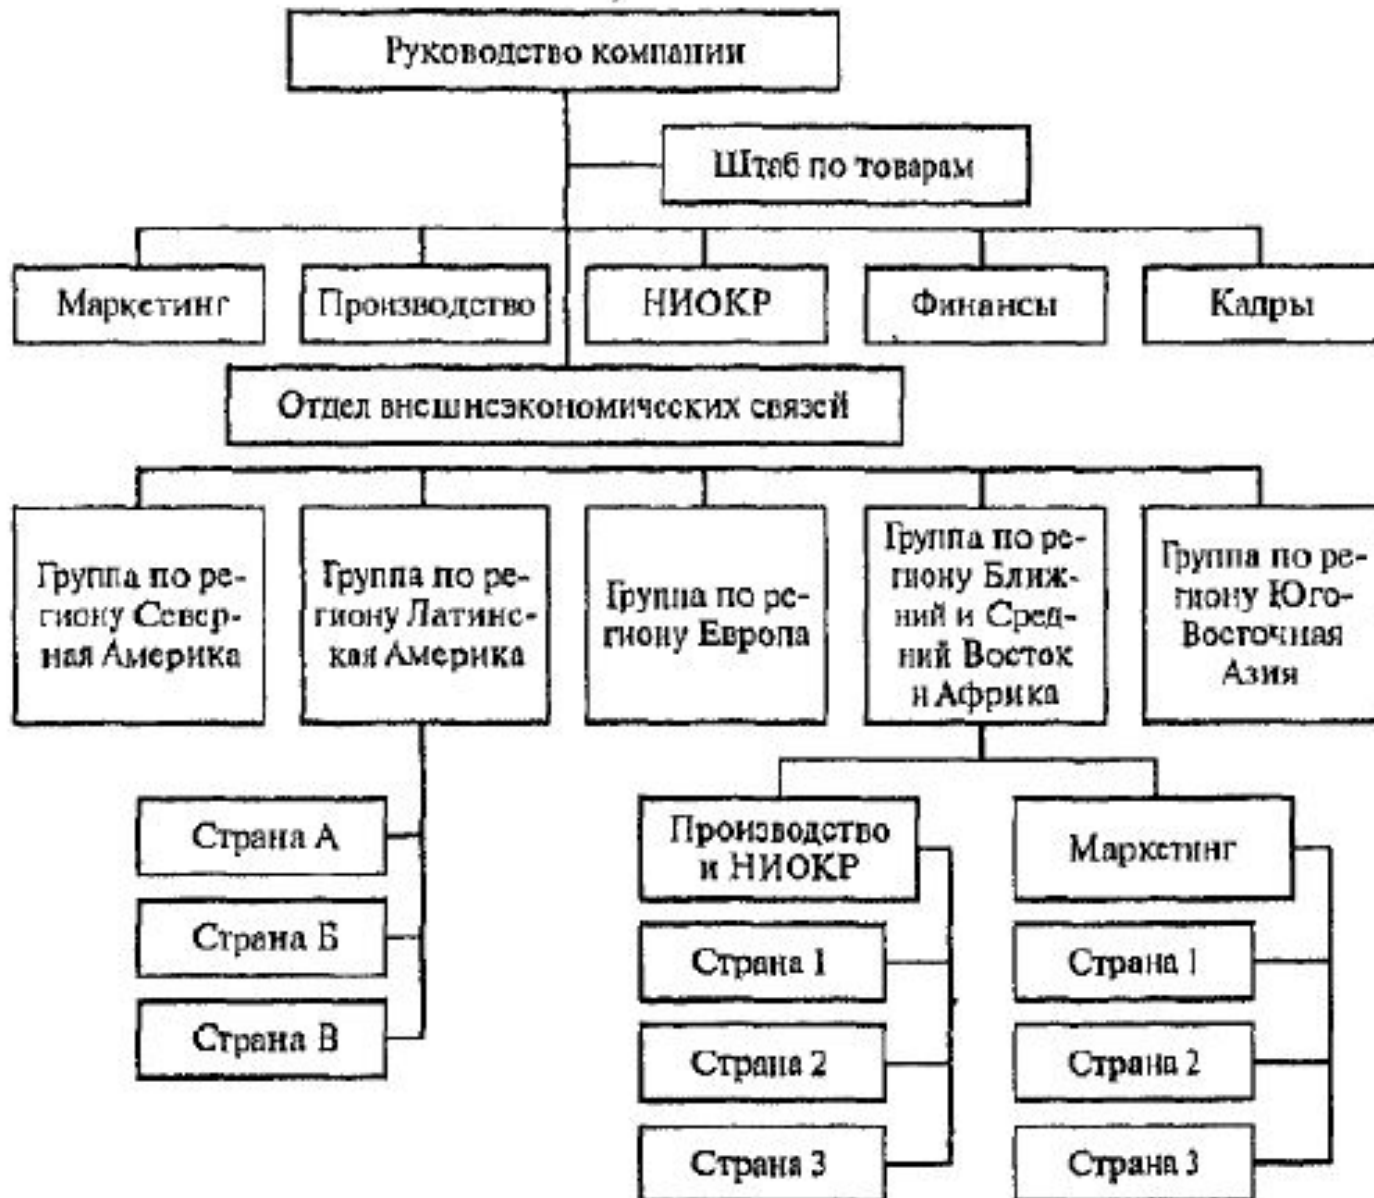 Руководство компании
Штаб по товарам
Маркетинг
Производство
НИОКР
Финансы
Кадры
Отдел внешнеэкономических связей
Группа по ре-
гиону Север-
ная Америка
Группа по ре-
гиону Латинс-
кая Америка
Группа по ре-
гиону Европа
Группа по ре-
гиону Ближ-
ний и Сред-
ний Восток
и Африка
Группа по ре-
гиону Юго-
Восточная
Азия
Страна А
Страна Б
Страна В
Производство
и НИОКР
Страна 1
Страна 2
Страна 3
Маркетинг
Страна 1
Страна 2
Страна 3